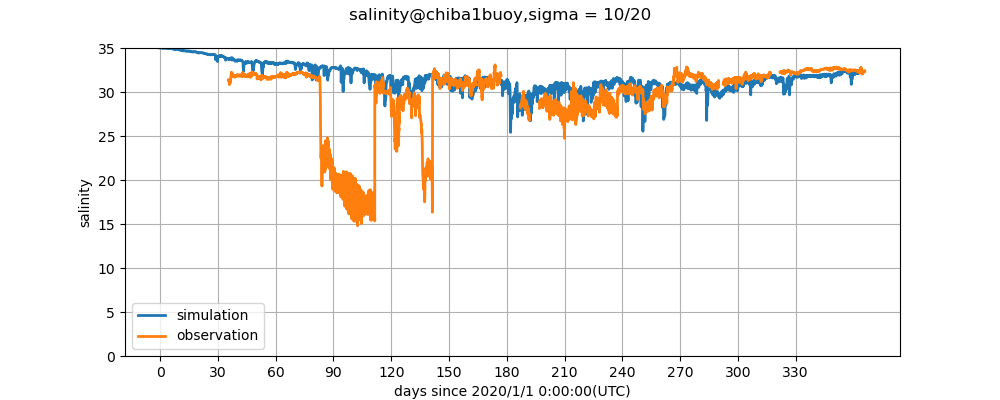 salinity@chiba1buoy,sigma = 10/20
35
30
25
20
15
10
5
0
salinity
simulation
observation
0 30 60 90 120 150 180 210 240 270 300 330
days since 2020/1/1 0:00:00(UTC)